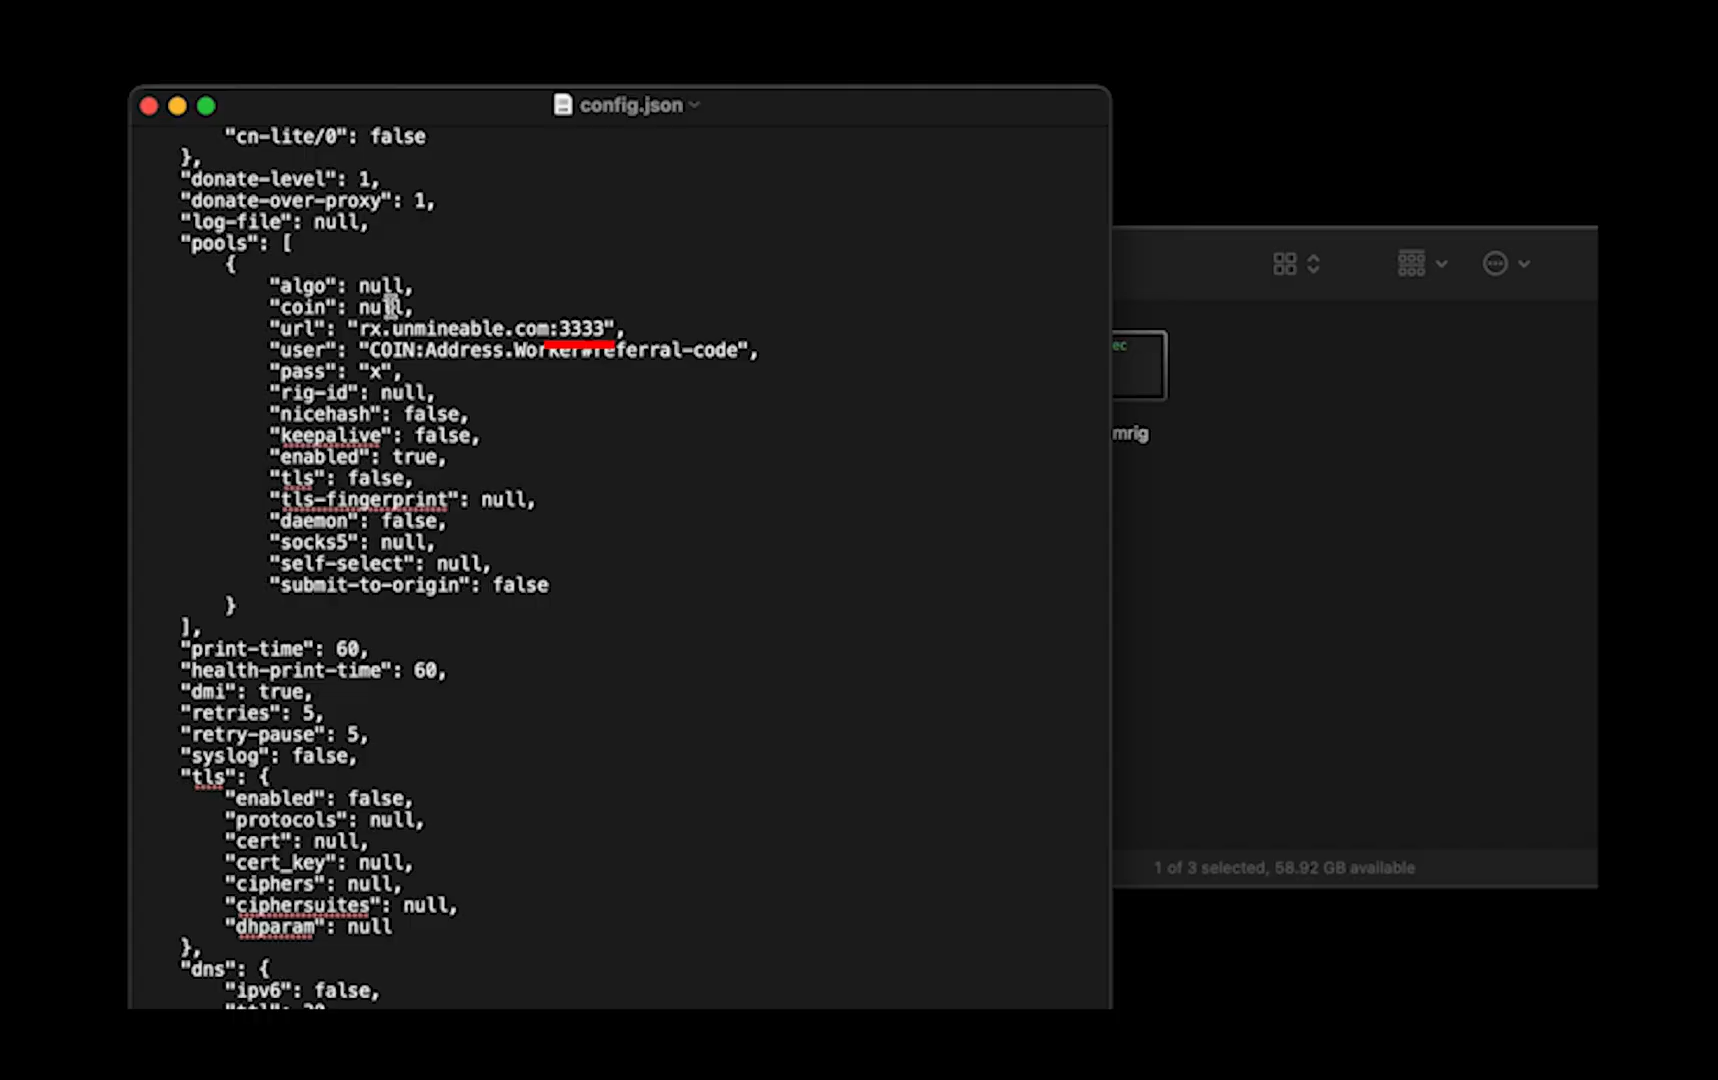 config.json
"cn-lite/0": false
},
"donate-level": 1,
"donate-over-proxy": 1,
"log-file": null,
"pools": [
{
"algo": null,
"coin": null,
"url": "rx.unmineable.com:3333",
"user": "COIN:Address.Worker#referral-code",
"pass": "x",
"rig-id": null,
"nicehash": false,
"keepalive": false,
"enabled": true,
"tls": false,
"tls-fingerprint": null,
"daemon": false,
"socks5": null,
"self-select": null,
"submit-to-origin": false
}
],
"print-time": 60,
"health-print-time": 60,
"dmi": true,
"retries": 5,
"retry-pause": 5,
"syslog": false,
"tls": {
"enabled": false,
"protocols": null,
"cert": null,
"cert_key": null,
"ciphers": null,
"ciphersuites": null,
"dhparam": null
},
"dns": {
"ipv6": false,
ec
mrig
1 of 3 selected, 58.92 GB available